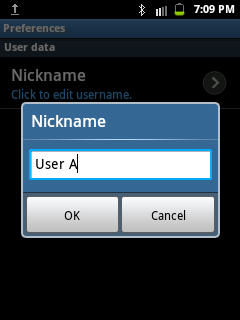 7:09 PM
Preferences
User data
Nickname
Click to edit username.
Nickname
User A
OK Cancel